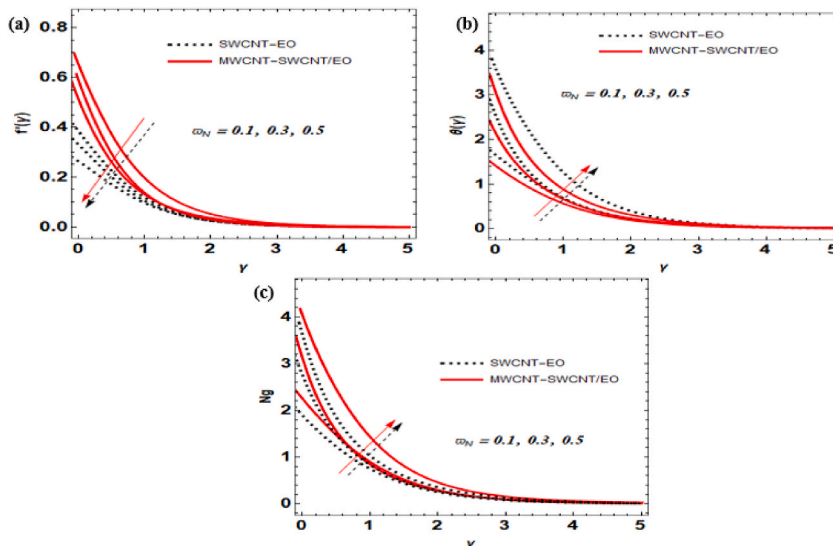 (a)
0.8
0.6
0.4
0.2
0.0
f'(γ)
SWCNT-EO
MWCNT-SWCNT/EO
ϖN = 0.1, 0.3, 0.5
0 1 2 3 4 5
γ
(b)
4
3
2
1
0
θ(γ)
SWCNT-EO
MWCNT-SWCNT/EO
ϖN = 0.1, 0.3, 0.5
0 1 2 3 4 5
γ
(c)
4
3
2
1
0
Ng
SWCNT-EO
MWCNT-SWCNT/EO
ϖN = 0.1, 0.3, 0.5
0 1 2 3 4 5
γ